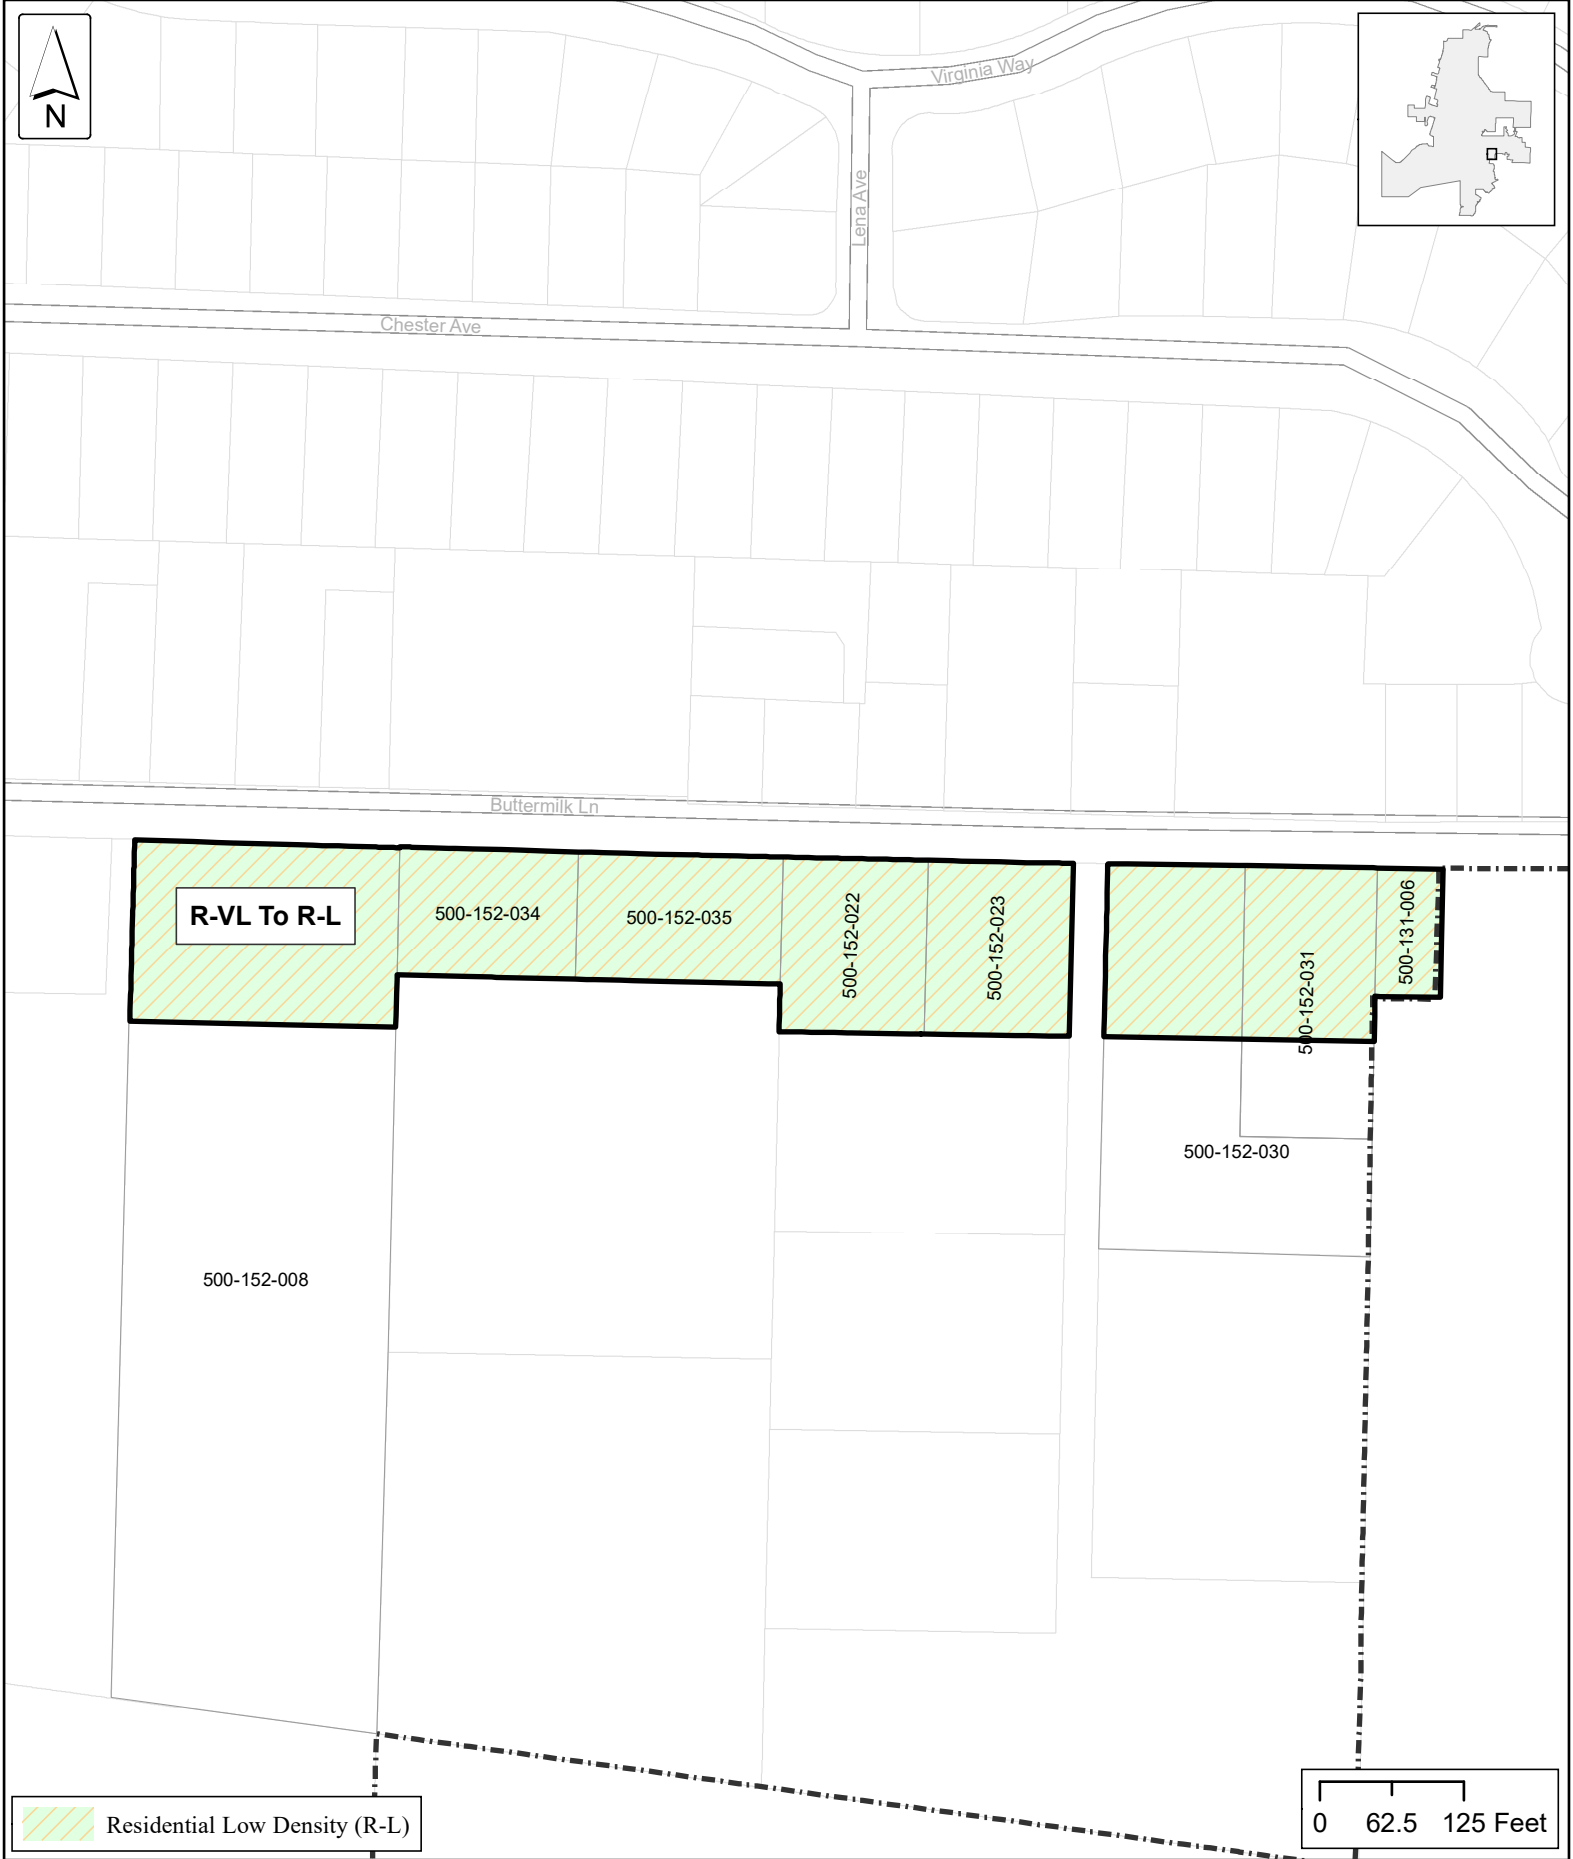 N
Virginia Way
Lena Ave
Chester Ave
Buttermilk Ln
R-VL To R-L
500-152-034
500-152-035
500-152-022
500-152-023
500-152-031
500-131-006
500-152-030
500-152-008
Residential Low Density (R-L)
0 62.5 125 Feet